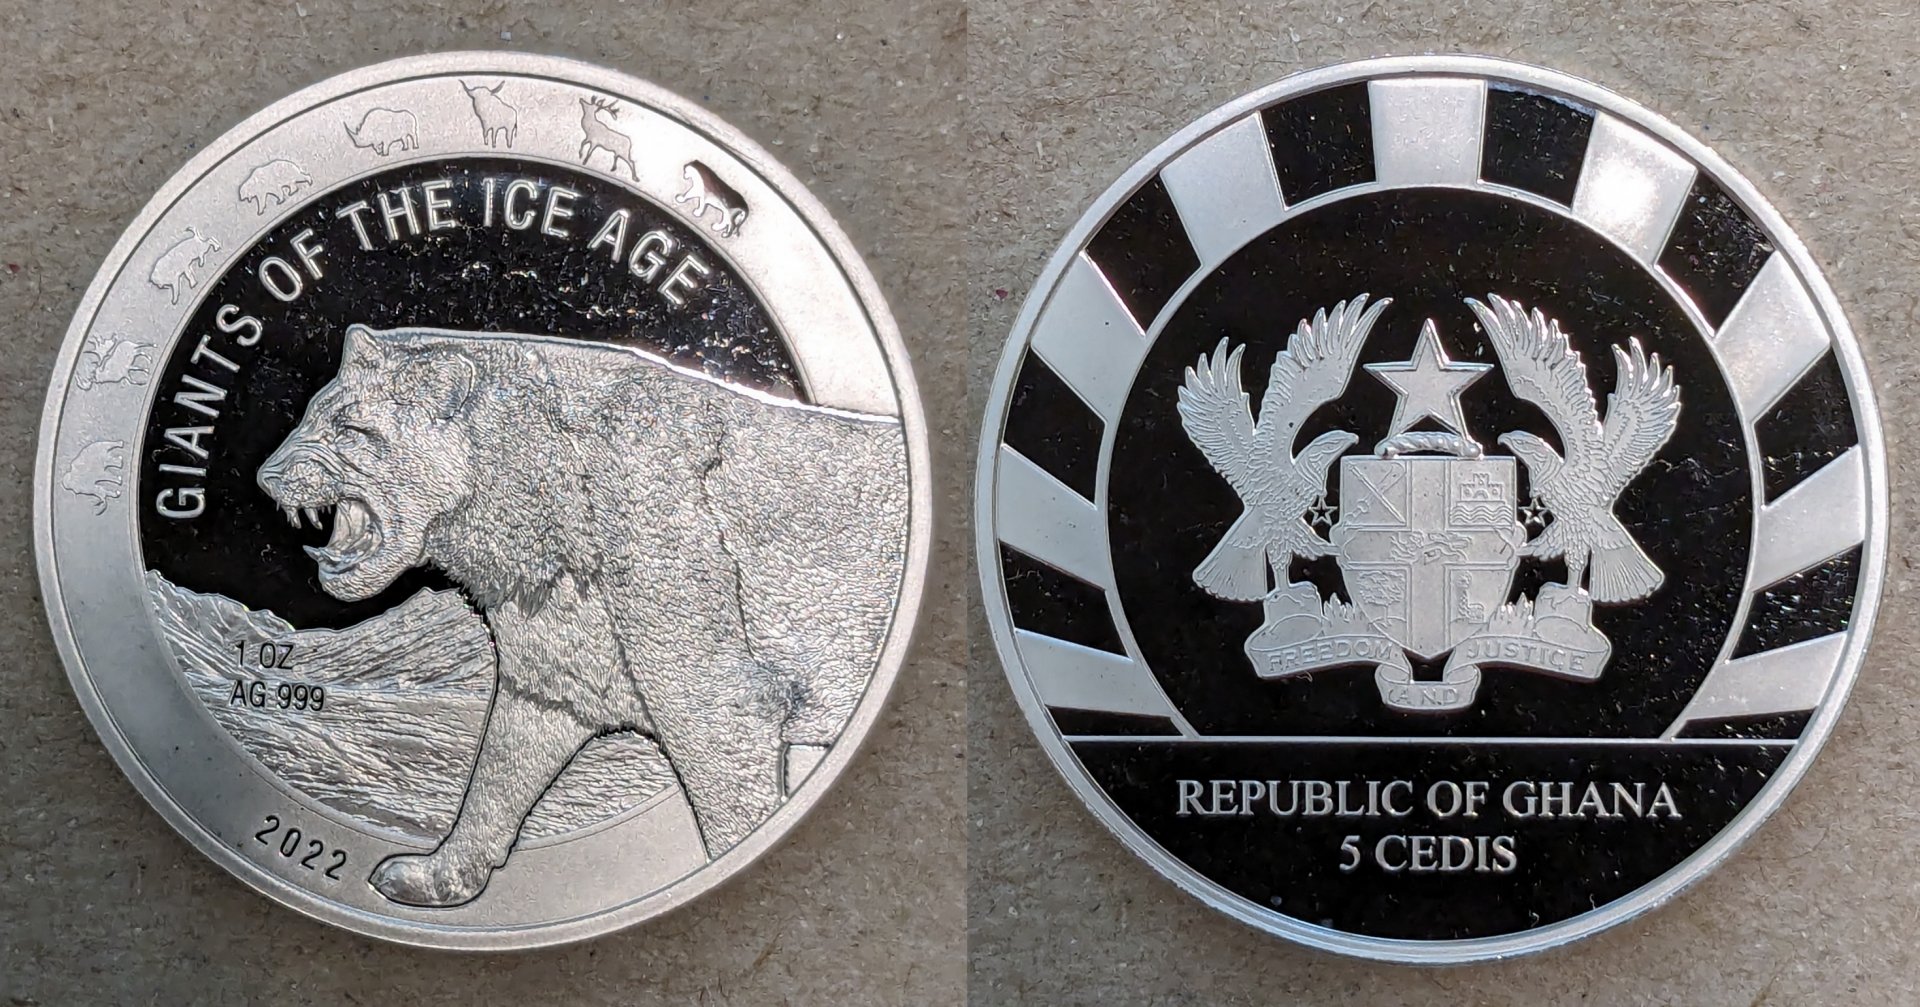 GIANTS OF THE ICE AGE
1 OZ
AG 999
2022
FREEDOM AND JUSTICE
REPUBLIC OF GHANA
5 CEDIS